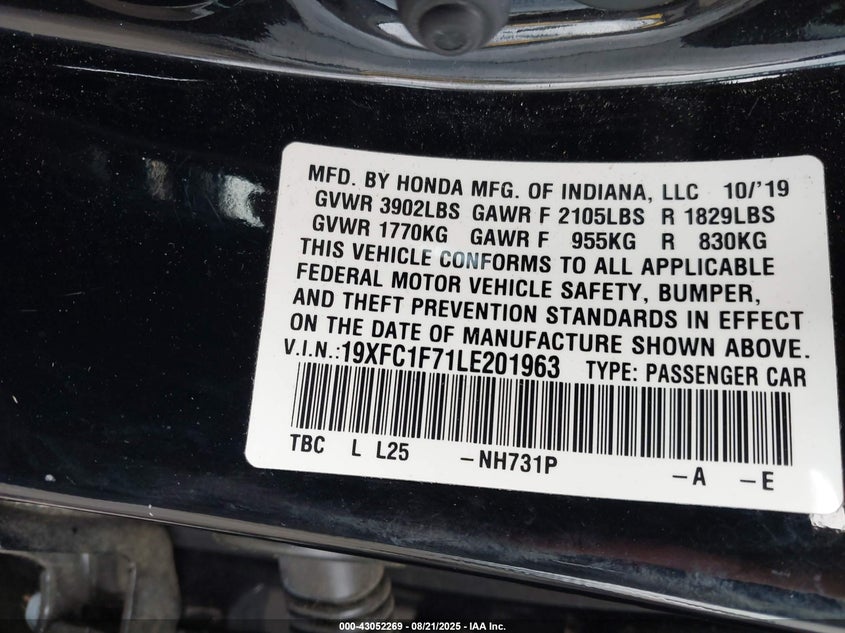 MFD. BY HONDA MFG. OF INDIANA, LLC 10/'19
GVWR 3902LBS GAWR F 2105LBS R 1829LBS
GVWR 1770KG GAWR F 955KG R 830KG
THIS VEHICLE CONFORMS TO ALL APPLICABLE
FEDERAL MOTOR VEHICLE SAFETY, BUMPER,
AND THEFT PREVENTION STANDARDS IN EFFECT
ON THE DATE OF MANUFACTURE SHOWN ABOVE.
V.I.N.:19XFC1F71LE201963 TYPE: PASSENGER CAR
TBC L L25 -NH731P -A -E
000-43052269 - 08/21/2025 - IAA Inc.